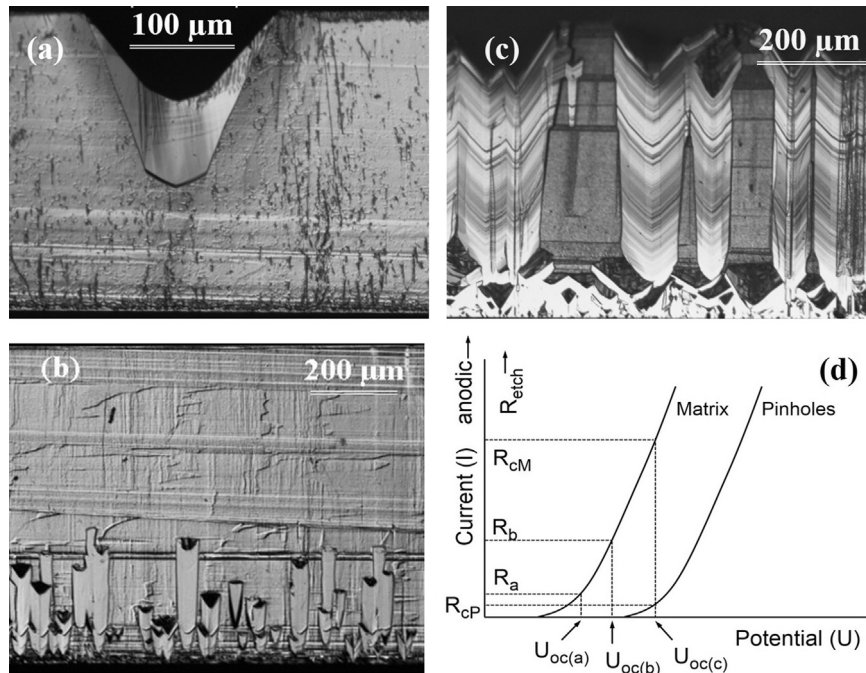 (a)
100 μm
(c)
200 μm
(b)
200 μm
(d)
Current (I) anodic
R_etch
Matrix
Pinholes
R_cM
R_b
R_a
R_cP
Potential (U)
U_oc(a)
U_oc(b)
U_oc(c)